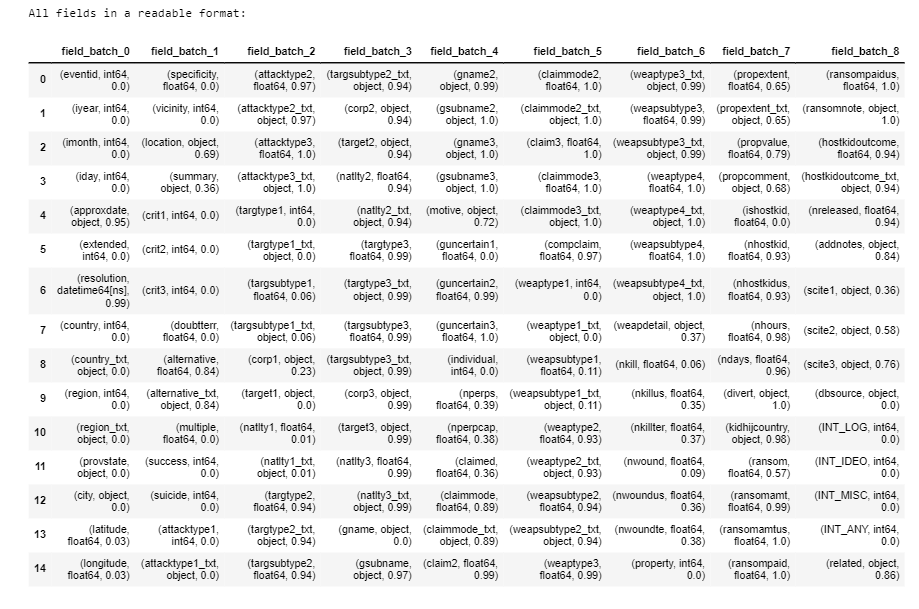 All fields in a readable format:
field_batch_0 field_batch_1 field_batch_2 field_batch_3 field_batch_4 field_batch_5 field_batch_6 field_batch_7 field_batch_8
0 (eventid, int64, 0.0) (specificity, float64, 0.0) (attacktype2, float64, 0.97) (targsubtype2_txt, object, 0.94) (gname2, object, 0.99) (claimmode2, float64, 1.0) (weaptype3_txt, object, 0.99) (propextent, float64, 0.65) (ransompaidus, float64, 1.0)
1 (iyear, int64, 0.0) (vicinity, int64, 0.0) (attacktype2_txt, object, 0.97) (corp2, object, 0.94) (gsubname2, object, 1.0) (claimmode2_txt, object, 1.0) (weapsubtype3, float64, 0.99) (propextent_txt, object, 0.65) (ransomnote, object, 1.0)
2 (imonth, int64, 0.0) (location, object, 0.69) (attacktype3, float64, 1.0) (target2, object, 0.94) (gname3, object, 1.0) (claim3, float64, 1.0) (weapsubtype3_txt, object, 0.99) (propvalue, float64, 0.79) (hostkidoutcome, float64, 0.94)
3 (iday, int64, 0.0) (summary, object, 0.36) (attacktype3_txt, object, 1.0) (natlty2, float64, 0.94) (gsubname3, object, 1.0) (claimmode3, float64, 1.0) (weaptype4, float64, 1.0) (propcomment, object, 0.68) (hostkidoutcome_txt, object, 0.94)
4 (approxdate, object, 0.95) (crit1, int64, 0.0) (targtype1, int64, 0.0) (natlty2_txt, object, 0.94) (motive, object, 0.72) (claimmode3_txt, object, 1.0) (weaptype4_txt, object, 1.0) (ishostkid, float64, 0.0) (nreleased, float64, 0.94)
5 (extended, int64, 0.0) (crit2, int64, 0.0) (targtype1_txt, object, 0.0) (targtype3, float64, 0.99) (guncertain1, float64, 0.0) (compclaim, float64, 0.97) (weapsubtype4, float64, 1.0) (nhostkid, float64, 0.93) (addnotes, object, 0.84)
6 (resolution, datetime64[ns], 0.99) (crit3, int64, 0.0) (targsubtype1, float64, 0.06) (targtype3_txt, object, 0.99) (guncertain2, float64, 0.99) (weaptype1, int64, 0.0) (weapsubtype4_txt, object, 1.0) (nhostkidus, float64, 0.93) (scite1, object, 0.36)
7 (country, int64, 0.0) (doubtterr, float64, 0.0) (targsubtype1_txt, object, 0.06) (targsubtype3, float64, 0.99) (guncertain3, float64, 1.0) (weaptype1_txt, object, 0.0) (weapdetail, object, 0.37) (nhours, float64, 0.98) (scite2, object, 0.58)
8 (country_txt, object, 0.0) (alternative, float64, 0.84) (corp1, object, 0.23) (targsubtype3_txt, object, 0.99) (individual, int64, 0.0) (weapsubtype1, float64, 0.11) (nkill, float64, 0.06) (ndays, float64, 0.96) (scite3, object, 0.76)
9 (region, int64, 0.0) (alternative_txt, object, 0.84) (target1, object, 0.0) (corp3, object, 0.99) (nperps, float64, 0.39) (weapsubtype1_txt, object, 0.11) (nkillus, float64, 0.35) (divert, object, 1.0) (dbsource, object, 0.0)
10 (region_txt, object, 0.0) (multiple, float64, 0.0) (natlty1, float64, 0.01) (target3, object, 0.99) (nperpcap, float64, 0.38) (weaptype2, float64, 0.93) (nkillter, float64, 0.37) (kidhijcountry, object, 0.98) (INT_LOG, int64, 0.0)
11 (provstate, object, 0.0) (success, int64, 0.0) (natlty1_txt, object, 0.01) (natlty3, float64, 0.99) (claimed, float64, 0.36) (weaptype2_txt, object, 0.93) (nwound, float64, 0.09) (ransom, float64, 0.57) (INT_IDEO, int64, 0.0)
12 (city, object, 0.0) (suicide, int64, 0.0) (targtype2, float64, 0.94) (natlty3_txt, object, 0.99) (claimmode, float64, 0.89) (weapsubtype2, float64, 0.94) (nwoundus, float64, 0.36) (ransomamt, float64, 0.99) (INT_MISC, int64, 0.0)
13 (latitude, float64, 0.03) (attacktype1, int64, 0.0) (targtype2_txt, object, 0.94) (gname, object, 0.0) (claimmode_txt, object, 0.89) (weapsubtype2_txt, object, 0.94) (nwoundte, float64, 0.38) (ransomamtus, float64, 1.0) (INT_ANY, int64, 0.0)
14 (longitude, float64, 0.03) (attacktype1_txt, object, 0.0) (targsubtype2, float64, 0.94) (gsubname, object, 0.97) (claim2, float64, 0.99) (weaptype3, float64, 0.99) (property, int64, 0.0) (ransompaid, float64, 1.0) (related, object, 0.86)